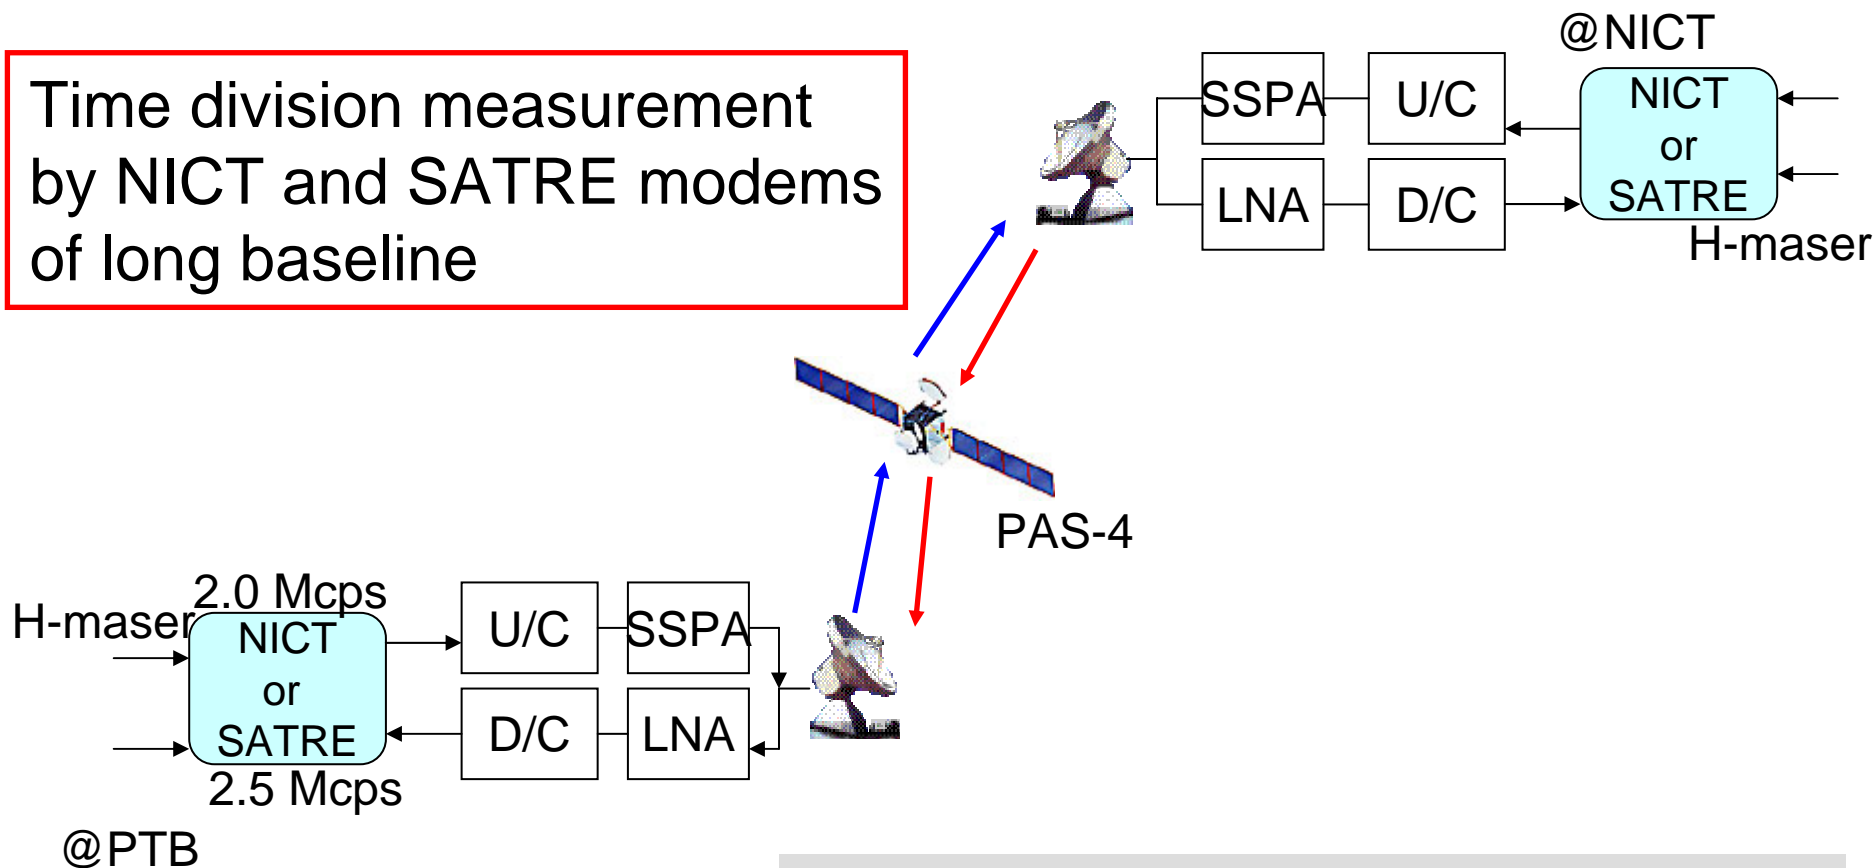 Time division measurement
by NICT and SATRE modems
of long baseline
@NICT
SSPA
U/C
NICT
or
SATRE
LNA
D/C
H-maser
PAS-4
H-maser
2.0 Mcps
NICT
or
SATRE
2.5 Mcps
U/C
SSPA
D/C
LNA
@PTB